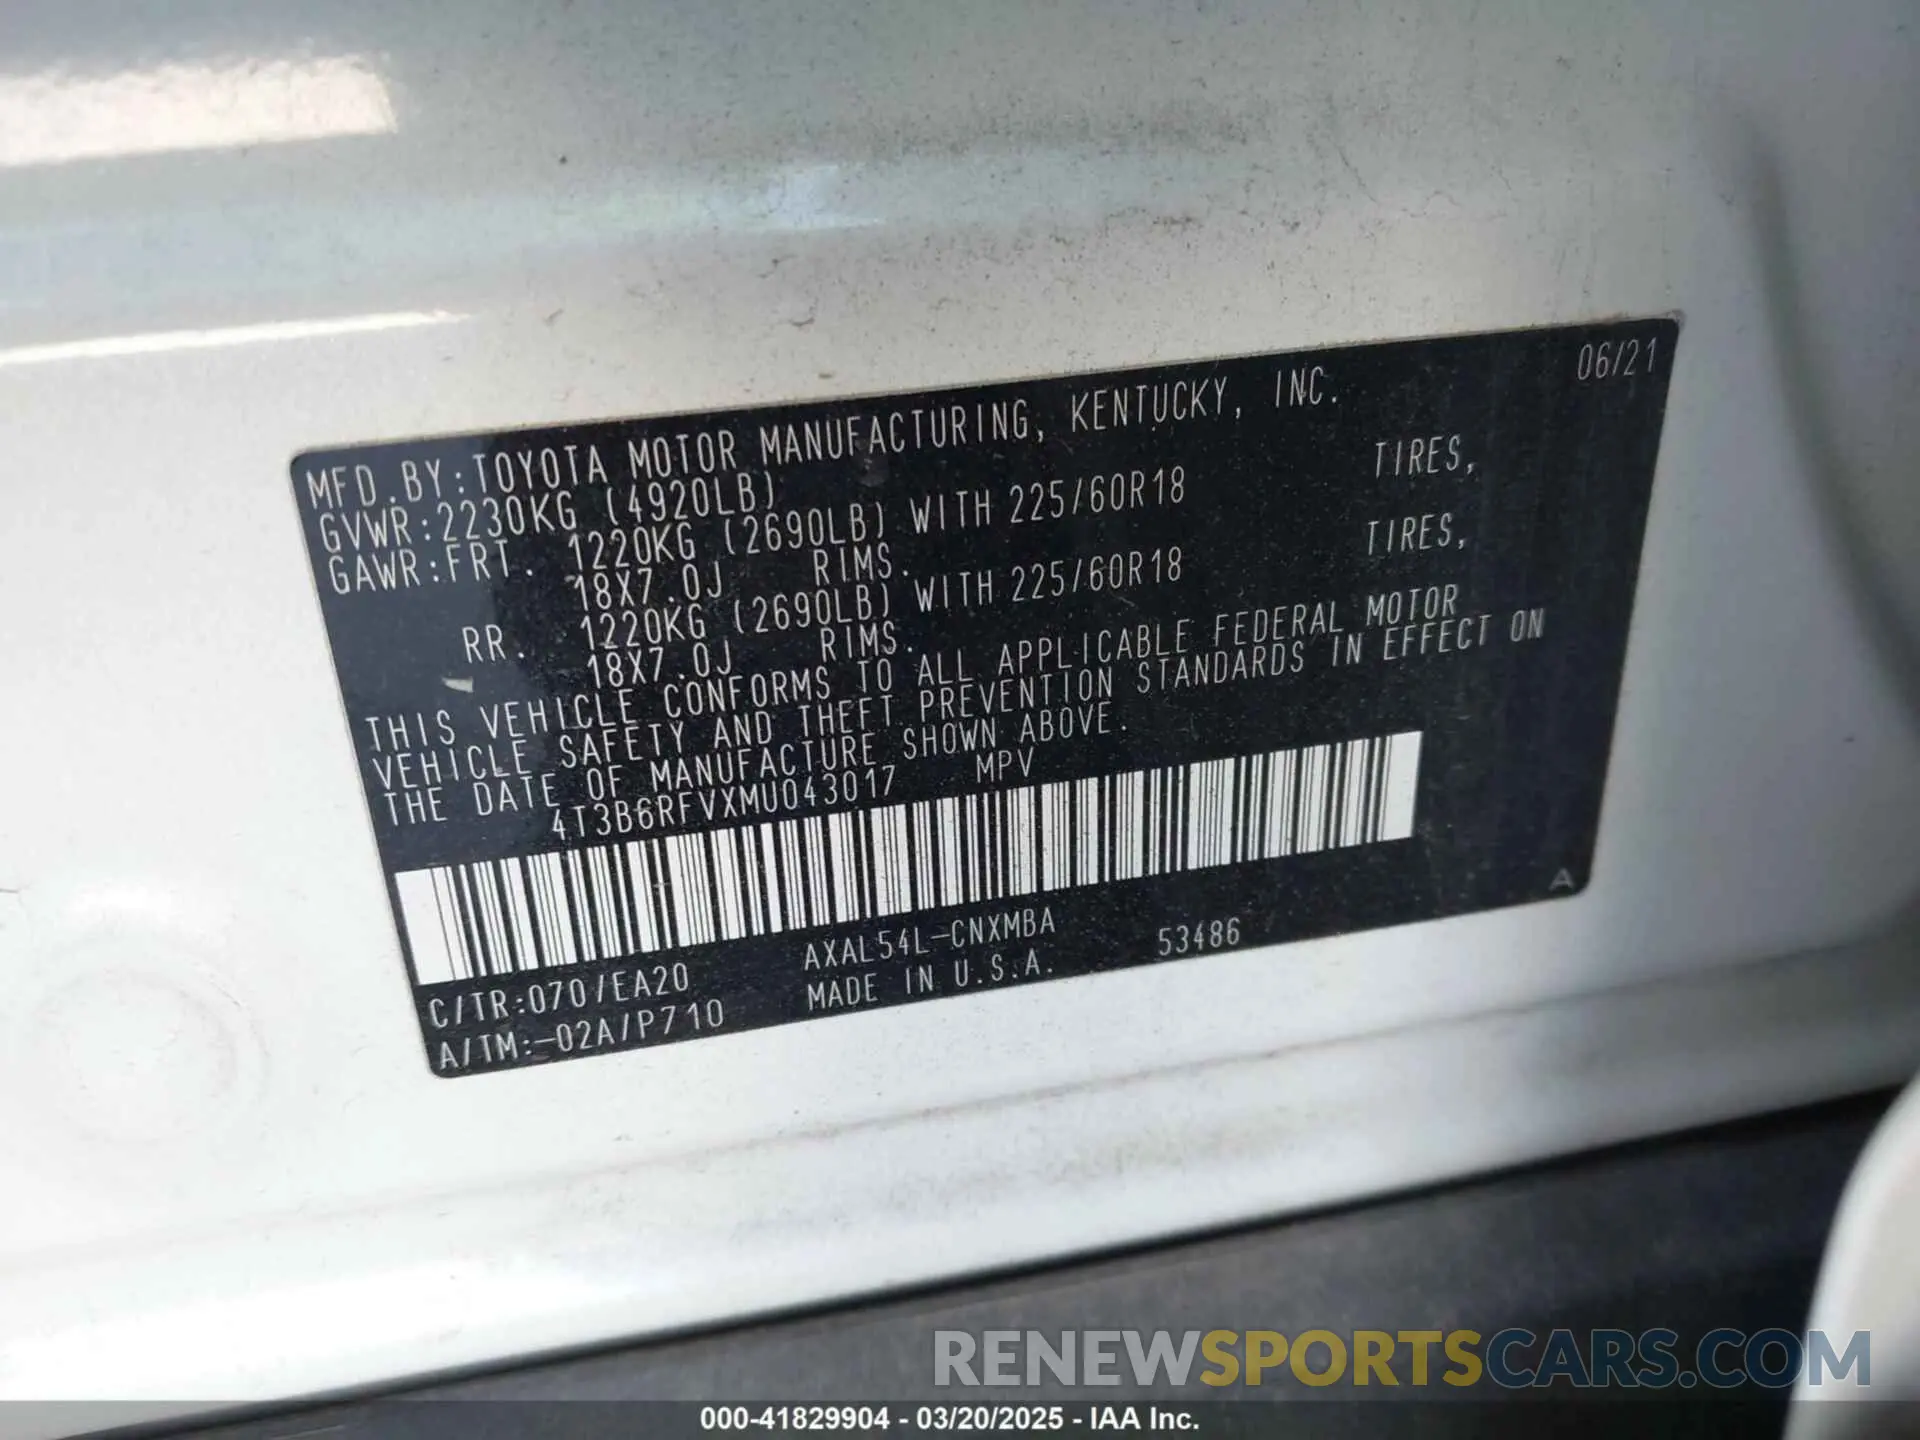 06/21
MFD.BY:TOYOTA MOTOR MANUFACTURING, KENTUCKY, INC.
GVWR:2230KG (4920LB)
GAWR:FRT. 1220KG (2690LB) WITH 225/60R18 TIRES,
18X7.0J RIMS.
RR. 1220KG (2690LB) WITH 225/60R18 TIRES,
18X7.0J RIMS.
THIS VEHICLE CONFORMS TO ALL APPLICABLE FEDERAL MOTOR
VEHICLE SAFETY AND THEFT PREVENTION STANDARDS IN EFFECT ON
THE DATE OF MANUFACTURE SHOWN ABOVE.
4T3B6RFVXMU043017 MPV
A
C/TR:070/EA20 AXAL54L-CNXMBA 53486
A/TM:-02A/P710 MADE IN U.S.A.
RENEWSPORTSCARS.COM
000-41829904 - 03/20/2025 - IAA Inc.